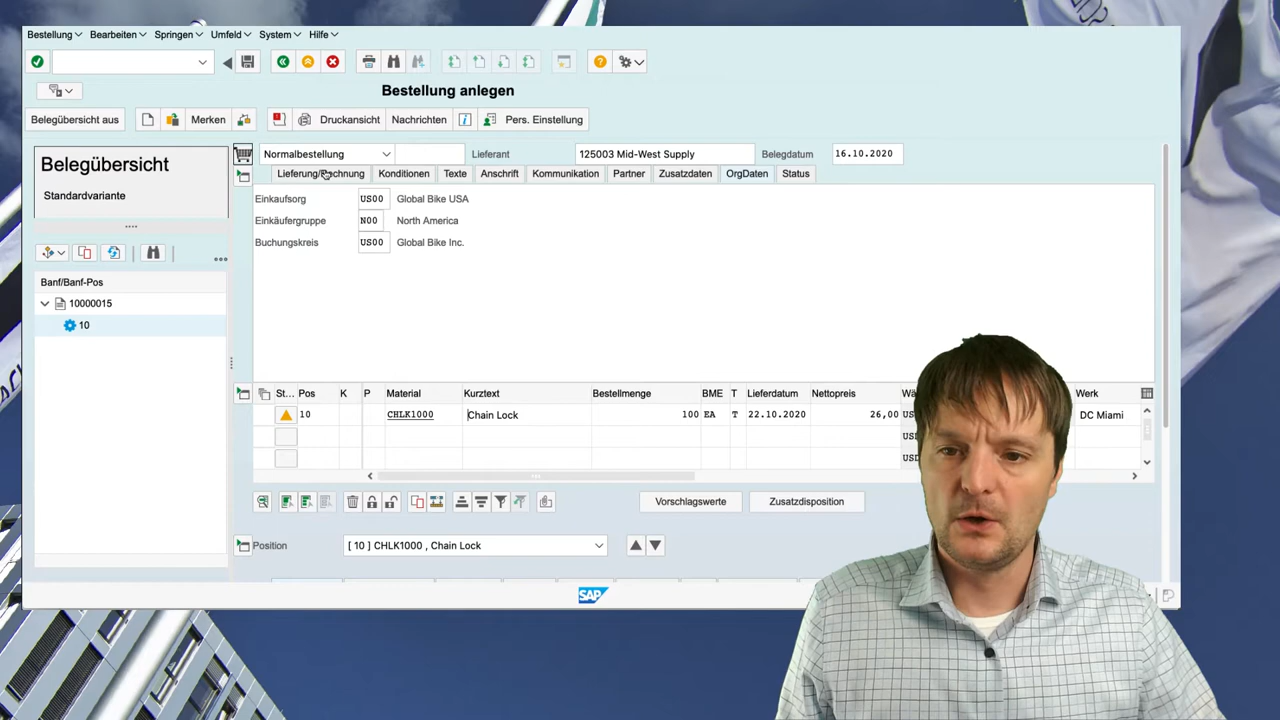 Bestellung Bearbeiten Springen Umfeld System Hilfe
Bestellung anlegen
Belegübersicht aus Merken Druckansicht Nachrichten Pers. Einstellung
Belegübersicht
Standardvariante
Normalbestellung Lieferant 125003 Mid-West Supply Belegdatum 16.10.2020
Lieferung/Rechnung Konditionen Texte Anschrift Kommunikation Partner Zusatzdaten OrgDaten Status
Einkaufsorg US00 Global Bike USA
Einkäufergruppe N00 North America
Buchungskreis US00 Global Bike Inc.
Banf/Banf-Pos
10000015
10
St... Pos K P Material Kurztext Bestellmenge BME T Lieferdatum Nettopreis Werk
10 CHLK1000 Chain Lock 100 EA T 22.10.2020 26,00 DC Miami
USD
Vorschlagswerte Zusatzdisposition
Position [ 10 ] CHLK1000 , Chain Lock
SAP